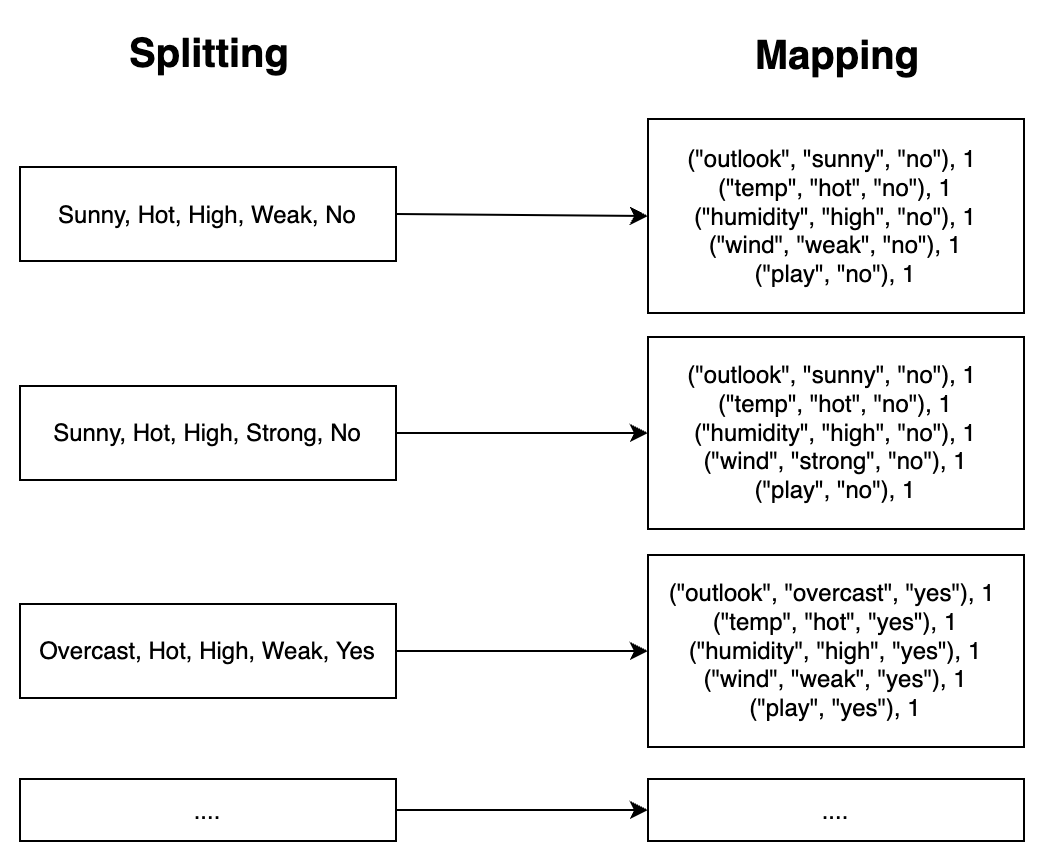 Splitting
Mapping
Sunny, Hot, High, Weak, No
("outlook", "sunny", "no"), 1
("temp", "hot", "no"), 1
("humidity", "high", "no"), 1
("wind", "weak", "no"), 1
("play", "no"), 1
Sunny, Hot, High, Strong, No
("outlook", "sunny", "no"), 1
("temp", "hot", "no"), 1
("humidity", "high", "no"), 1
("wind", "strong", "no"), 1
("play", "no"), 1
Overcast, Hot, High, Weak, Yes
("outlook", "overcast", "yes"), 1
("temp", "hot", "yes"), 1
("humidity", "high", "yes"), 1
("wind", "weak", "yes"), 1
("play", "yes"), 1
....
....